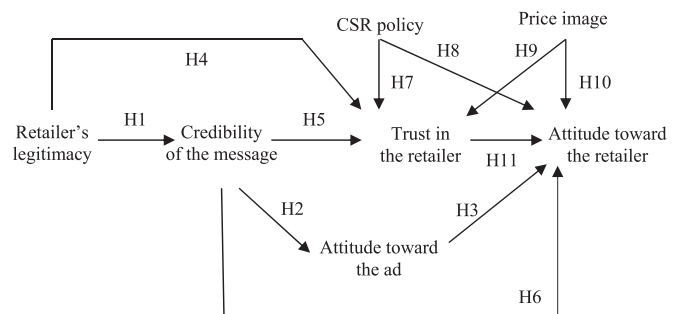 CSR policy
Price image
H4
H8
H9
H7
H10
H1
H5
Retailer's
legitimacy
Credibility
of the message
Trust in
the retailer
H11
Attitude toward
the retailer
H2
H3
Attitude toward
the ad
H6